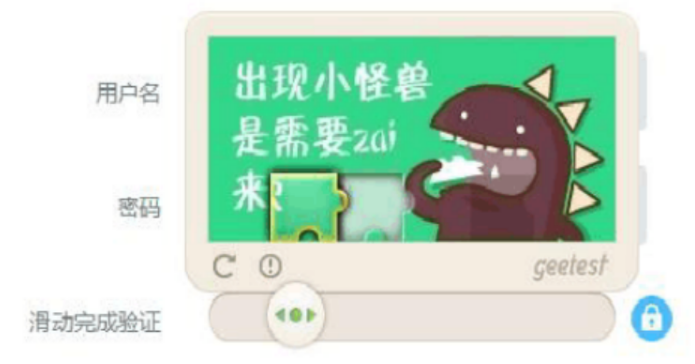 用户名
出现小怪兽
是需要zai
来?
密码
geetest
滑动完成验证